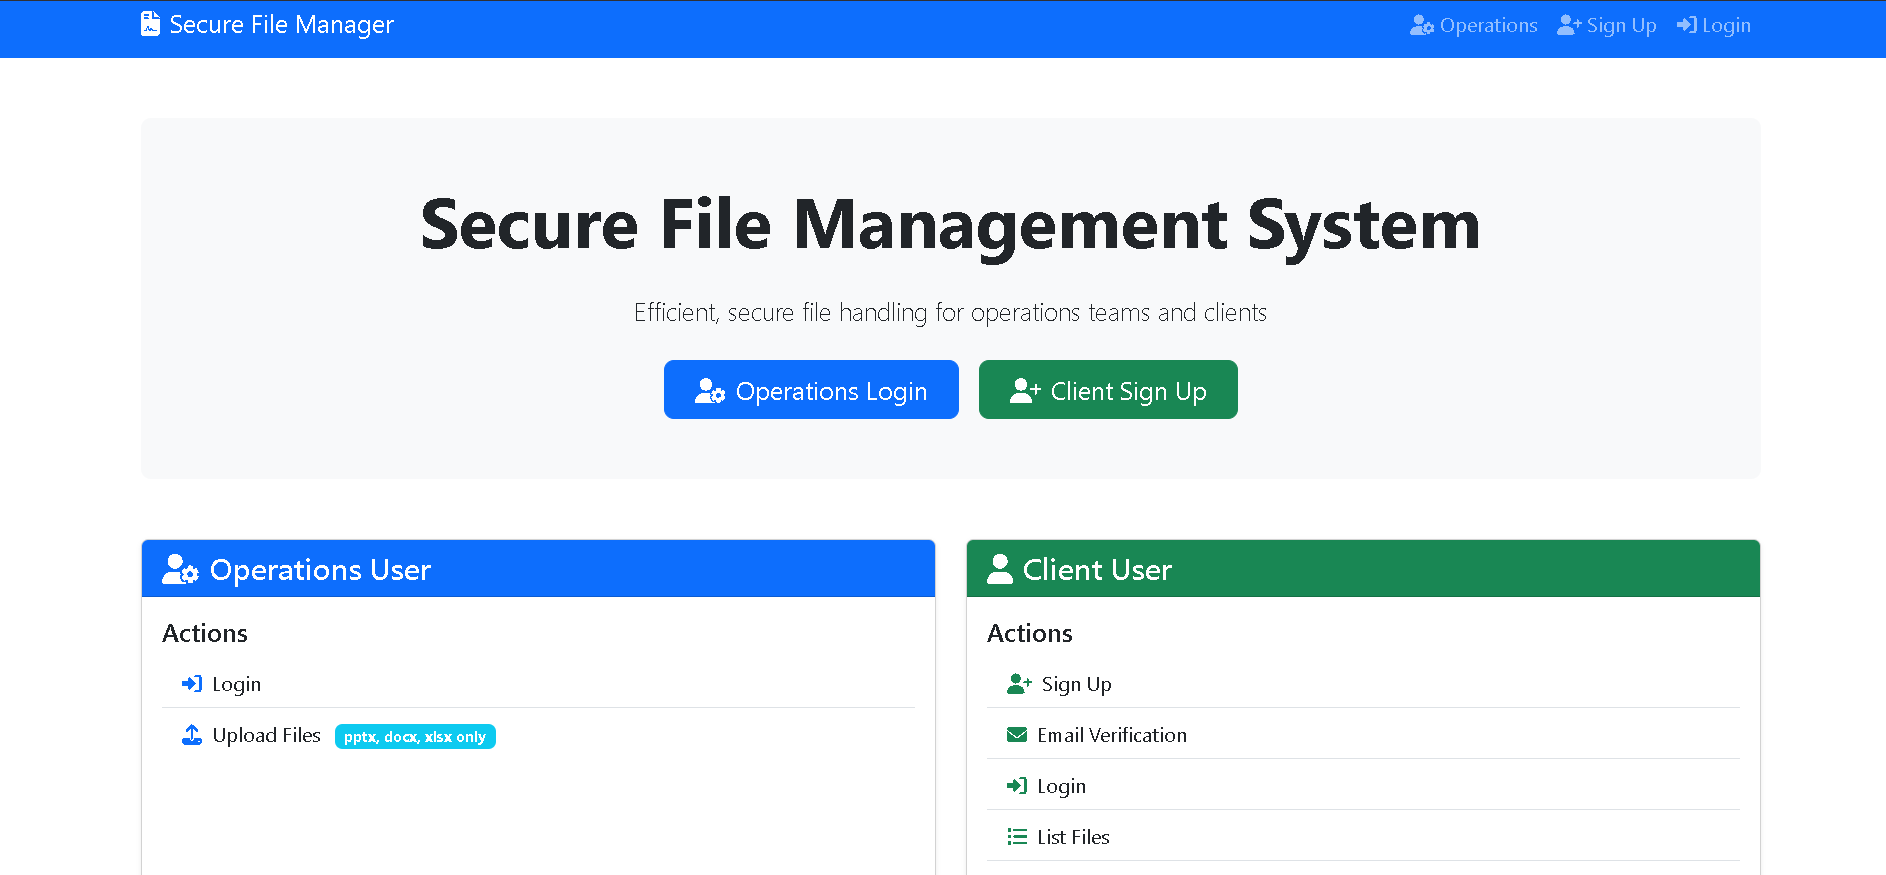 Secure File Manager
Operations
Sign Up
Login
Secure File Management System
Efficient, secure file handling for operations teams and clients
Operations Login
Client Sign Up
Operations User
Actions
Login
Upload Files pptx, docx, xlsx only
Client User
Actions
Sign Up
Email Verification
Login
List Files